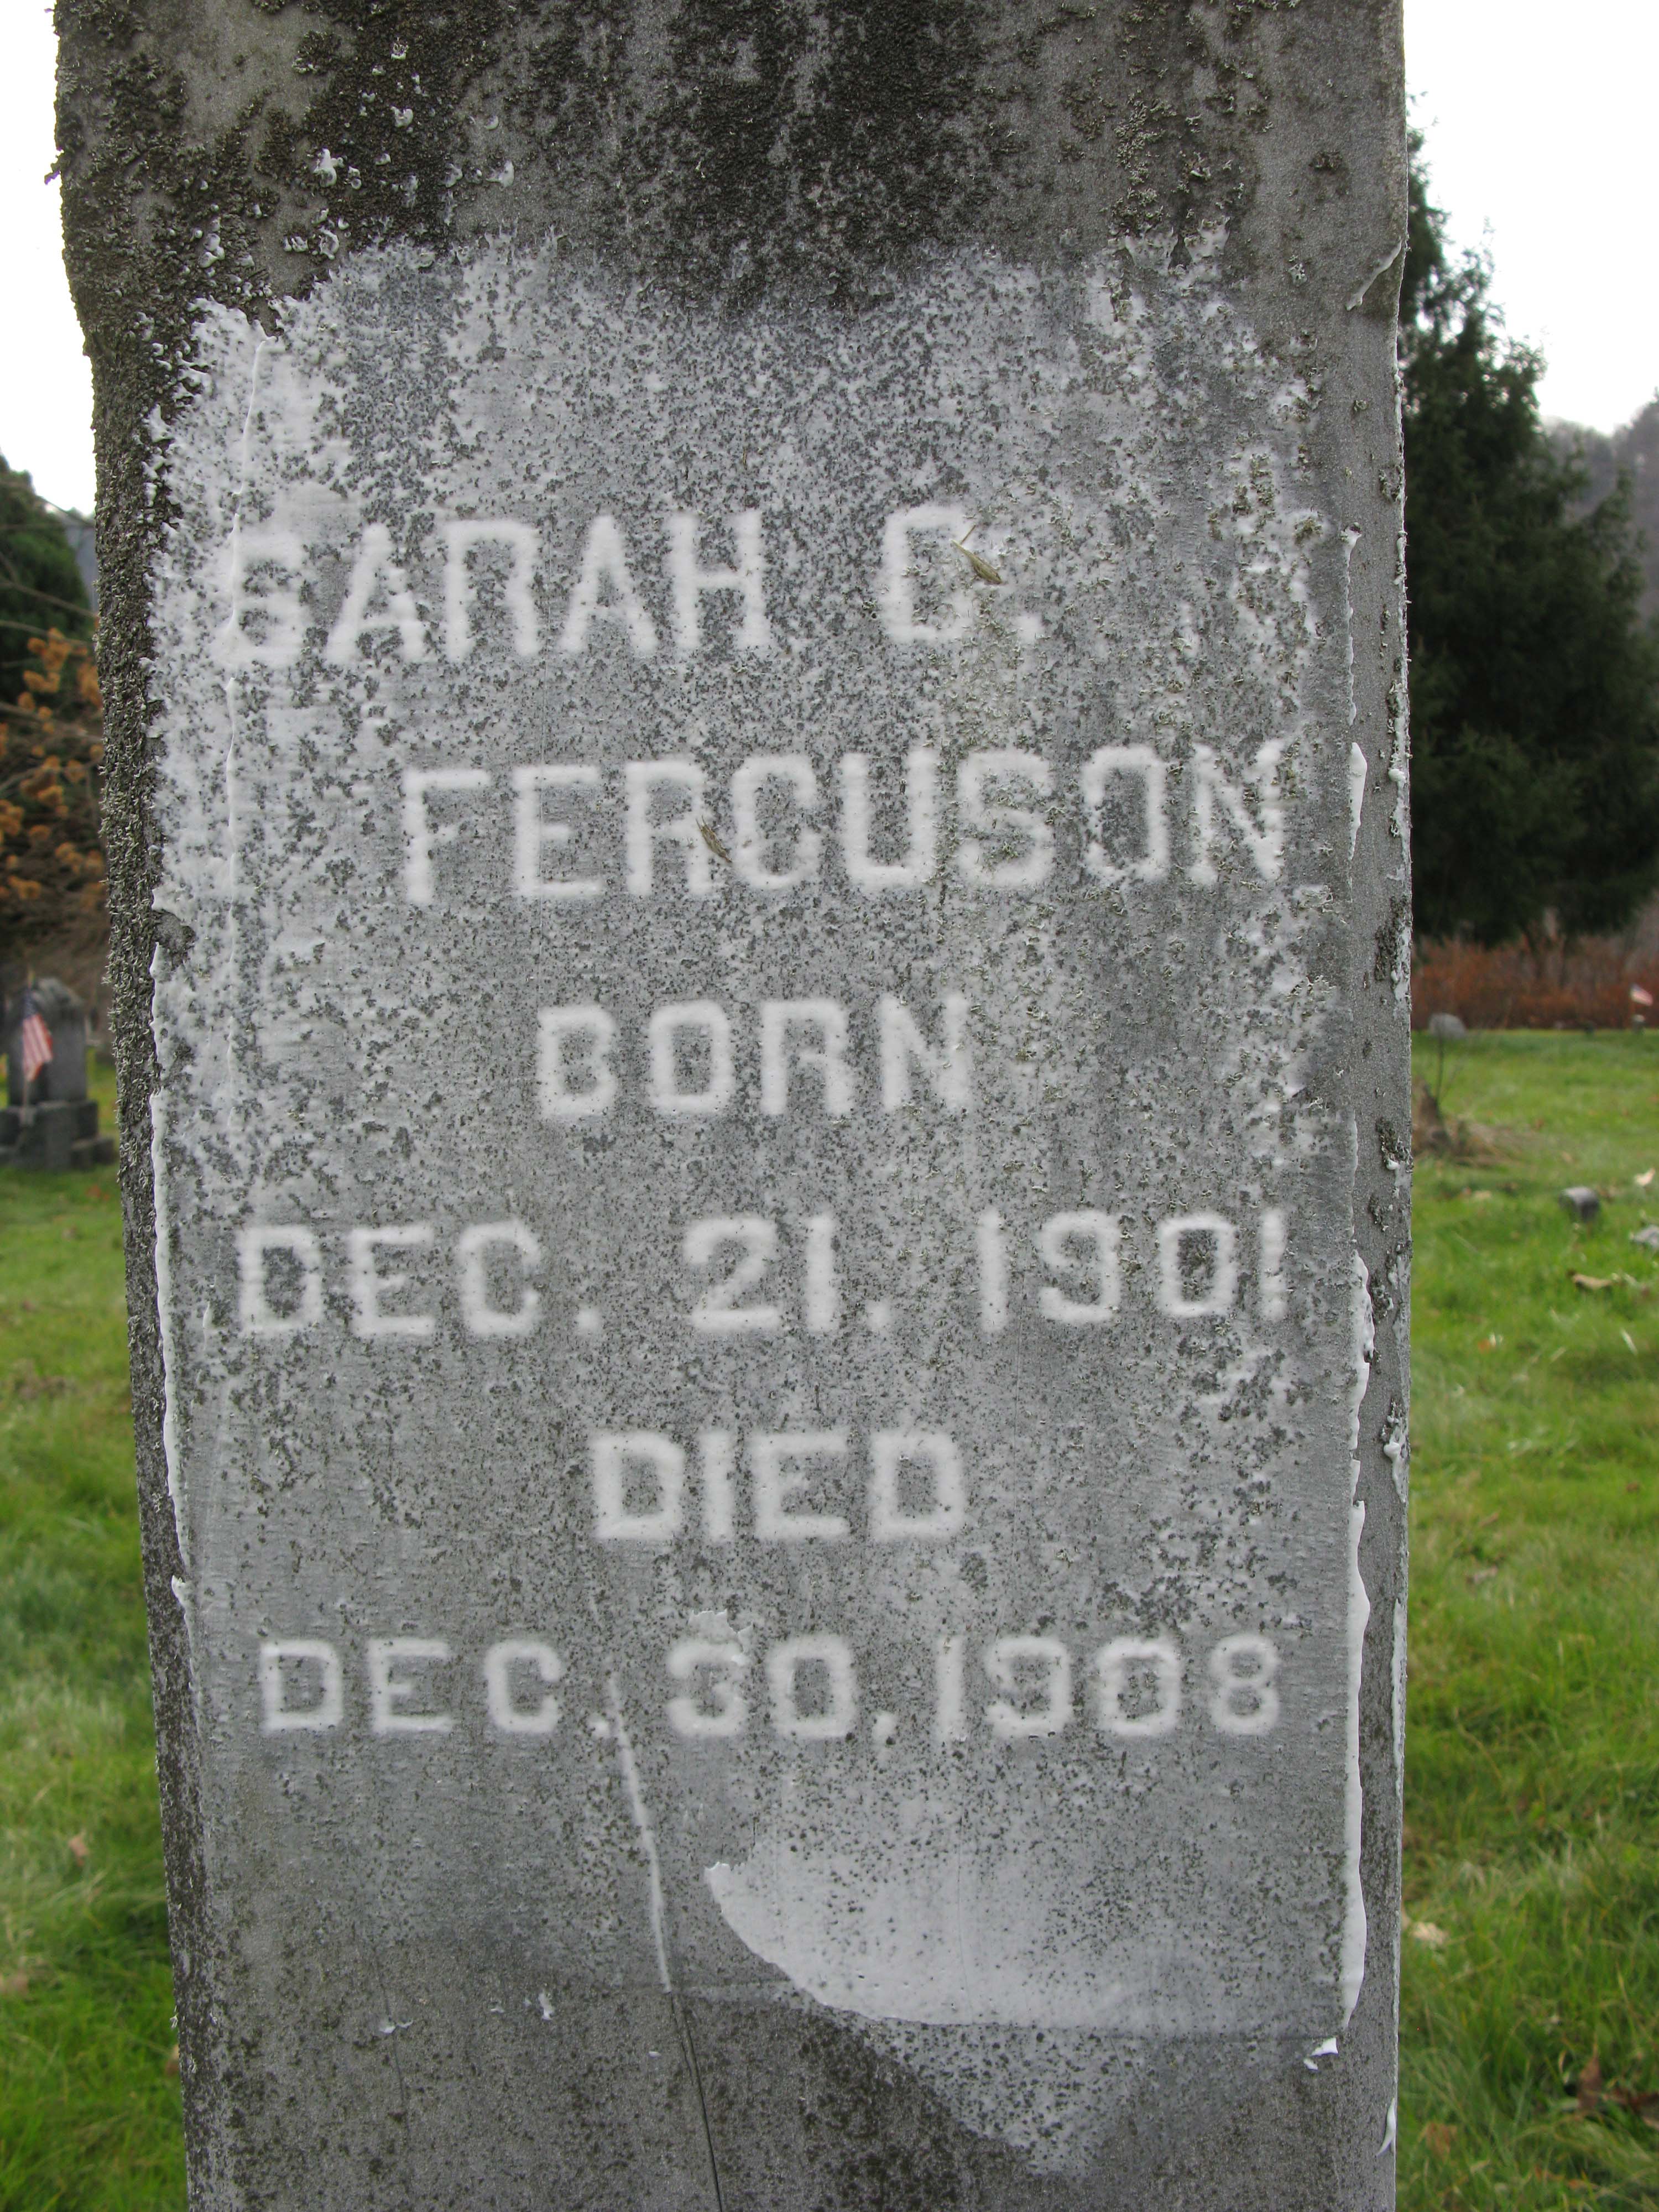 SARAH C.
FERGUSON
BORN
DEC. 21, 1901
DIED
DEC. 30, 1908